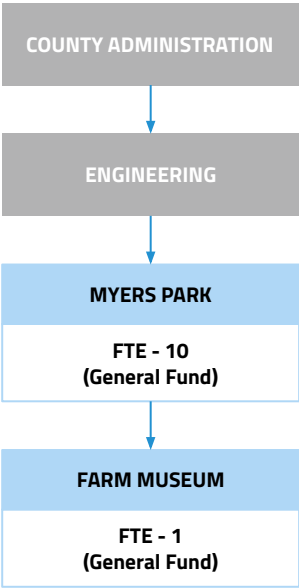 COUNTY ADMINISTRATION
ENGINEERING
MYERS PARK
FTE - 10
(General Fund)
FARM MUSEUM
FTE - 1
(General Fund)